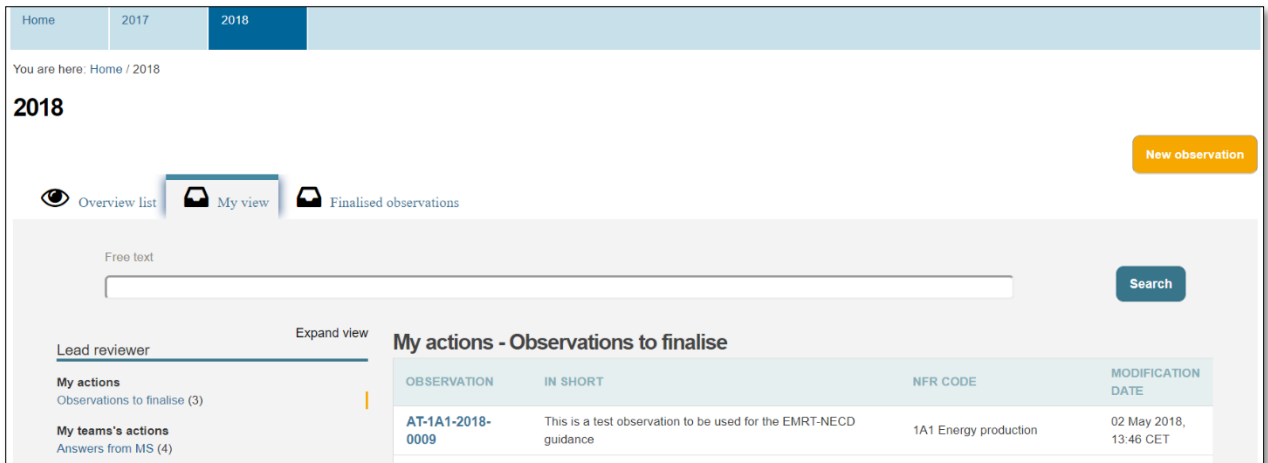 Home 2017 2018
You are here: Home / 2018
2018
New observation
Overview list My view Finalised observations
Free text
Search
Expand view
Lead reviewer
My actions
Observations to finalise (3)
My teams's actions
Answers from MS (4)
My actions - Observations to finalise
OBSERVATION IN SHORT NFR CODE MODIFICATION
DATE
AT-1A1-2018- This is a test observation to be used for the EMRT-NECD 1A1 Energy production 02 May 2018,
0009 guidance 13:46 CET